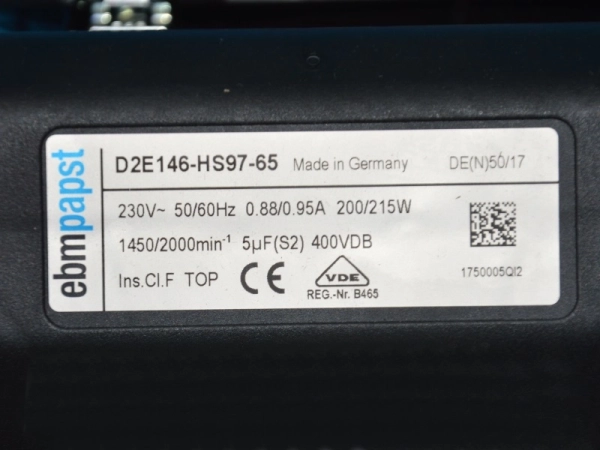 ebmpapst
D2E146-HS97-65 Made in Germany DE(N)50/17
230V~ 50/60Hz 0.88/0.95A 200/215W
1450/2000min⁻¹ 5µF(S2) 400VDB
Ins.Cl.F TOP CE VDE
REG.-Nr. B465
1750005QI2